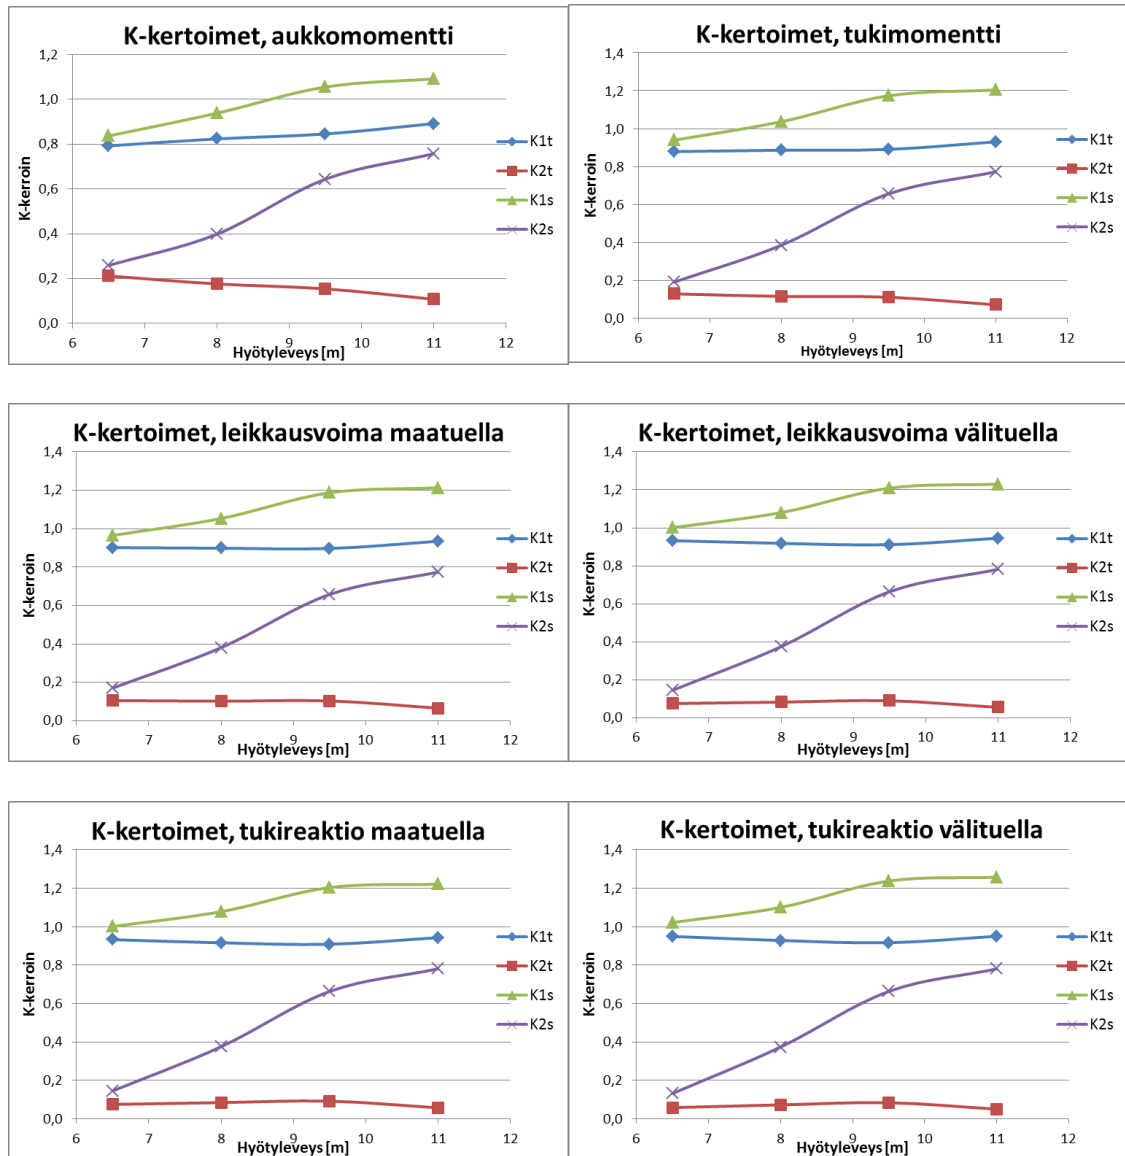 K-kertoimet, aukkomomentti
1,2
1,0
0,8
0,6
0,4
0,2
0,0
K-kerroin
6 7 8 9 10 11 12
Hyötyleveys [m]
K1t
K2t
K1s
K2s
K-kertoimet, tukimomentti
1,4
1,2
1,0
0,8
0,6
0,4
0,2
0,0
K-kerroin
6 7 8 9 10 11 12
Hyötyleveys [m]
K1t
K2t
K1s
K2s
K-kertoimet, leikkausvoima maatuella
1,4
1,2
1,0
0,8
0,6
0,4
0,2
0,0
K-kerroin
6 7 8 9 10 11 12
Hyötyleveys [m]
K1t
K2t
K1s
K2s
K-kertoimet, leikkausvoima välituella
1,4
1,2
1,0
0,8
0,6
0,4
0,2
0,0
K-kerroin
6 7 8 9 10 11 12
Hyötyleveys [m]
K1t
K2t
K1s
K2s
K-kertoimet, tukireaktio maatuella
1,4
1,2
1,0
0,8
0,6
0,4
0,2
0,0
K-kerroin
6 7 8 9 10 11 12
Hyötyleveys [m]
K1t
K2t
K1s
K2s
K-kertoimet, tukireaktio välituella
1,4
1,2
1,0
0,8
0,6
0,4
0,2
0,0
K-kerroin
6 7 8 9 10 11 12
Hyötyleveys [m]
K1t
K2t
K1s
K2s